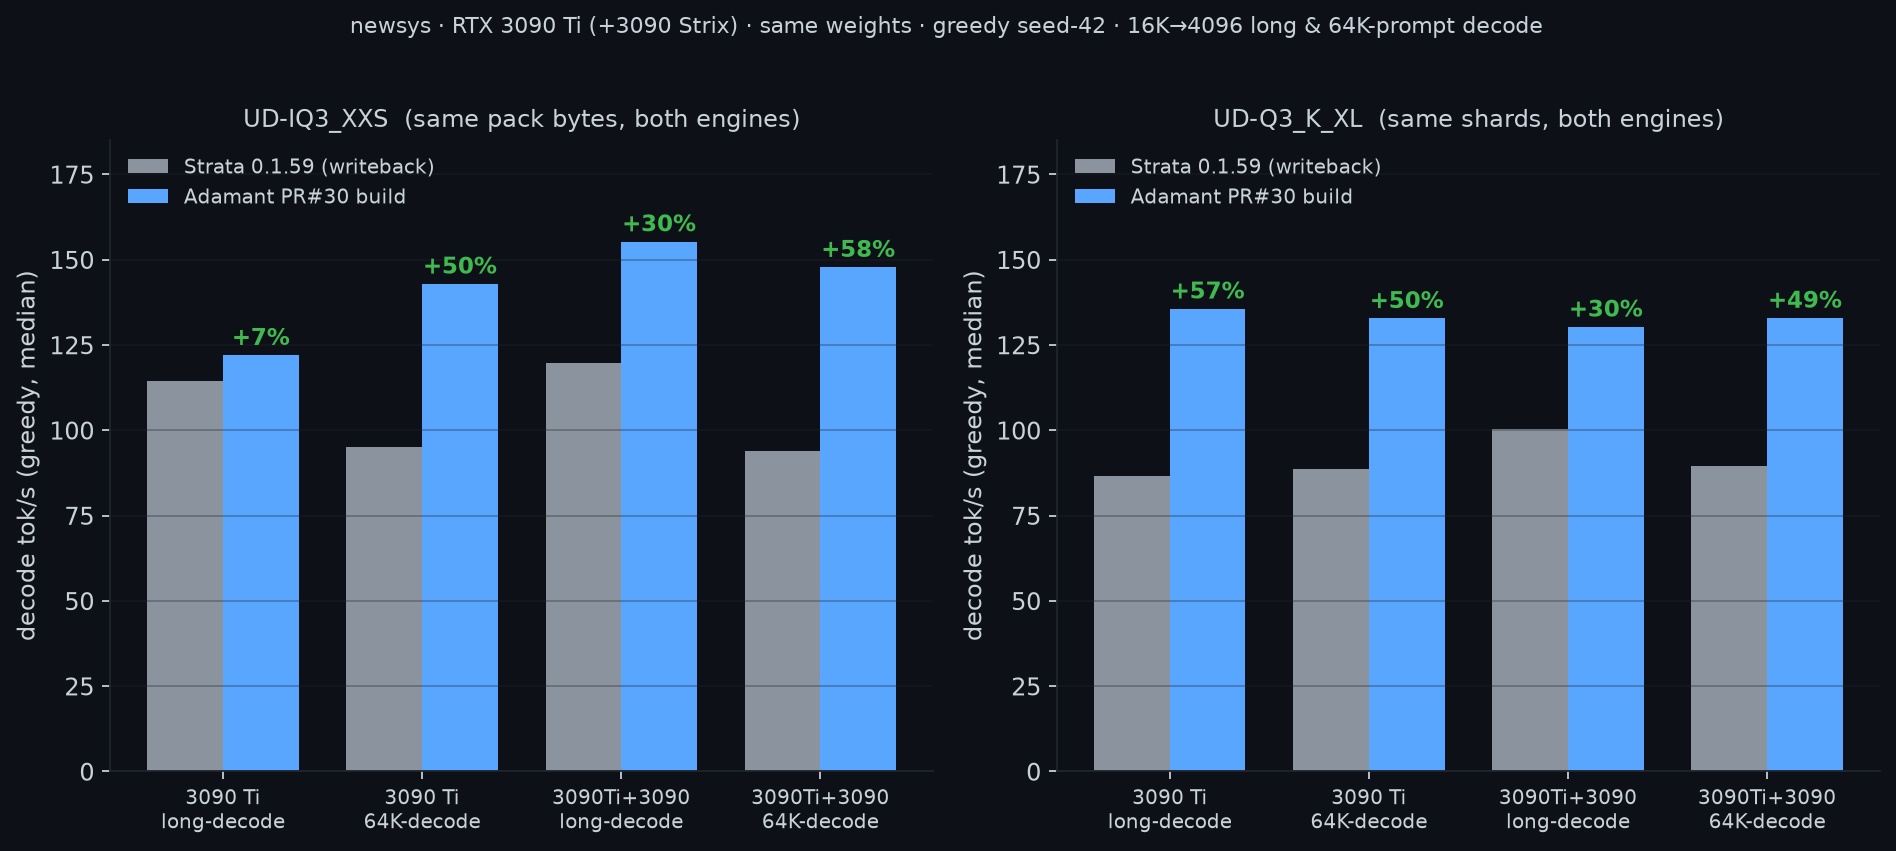 newsys · RTX 3090 Ti (+3090 Strix) · same weights · greedy seed-42 · 16K→4096 long & 64K-prompt decode
UD-IQ3_XXS  (same pack bytes, both engines)
decode tok/s (greedy, median)
175
150
125
100
75
50
25
0
Strata 0.1.59 (writeback)
Adamant PR#30 build
+7%
+50%
+30%
+58%
3090 Ti
long-decode
3090 Ti
64K-decode
3090Ti+3090
long-decode
3090Ti+3090
64K-decode
UD-Q3_K_XL  (same shards, both engines)
decode tok/s (greedy, median)
175
150
125
100
75
50
25
0
Strata 0.1.59 (writeback)
Adamant PR#30 build
+57%
+50%
+30%
+49%
3090 Ti
long-decode
3090 Ti
64K-decode
3090Ti+3090
long-decode
3090Ti+3090
64K-decode